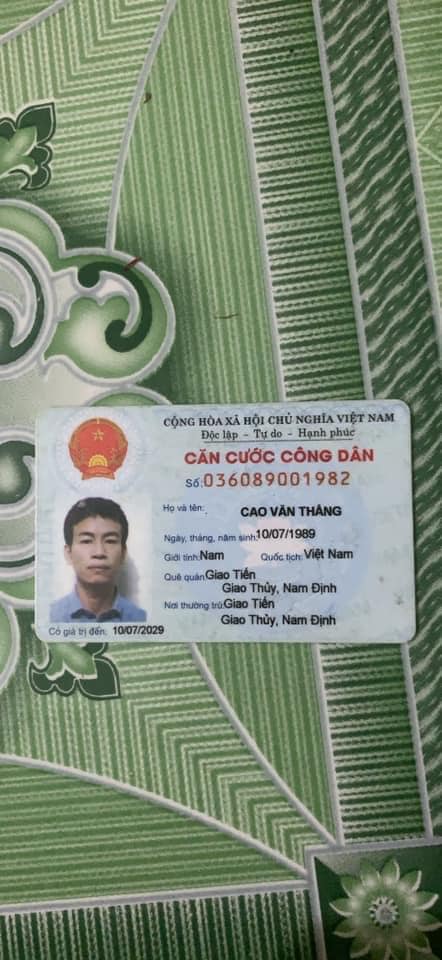 CỘNG HÒA XÃ HỘI CHỦ NGHĨA VIỆT NAM
Độc lập - Tự do - Hạnh phúc
CĂN CƯỚC CÔNG DÂN
Số: 036089001982
Họ và tên:
CAO VĂN THẮNG
Ngày, tháng, năm sinh: 10/07/1989
Giới tính: Nam Quốc tịch: Việt Nam
Quê quán: Giao Tiến
Giao Thủy, Nam Định
Nơi thường trú: Giao Tiến
Giao Thủy, Nam Định
Có giá trị đến: 10/07/2029